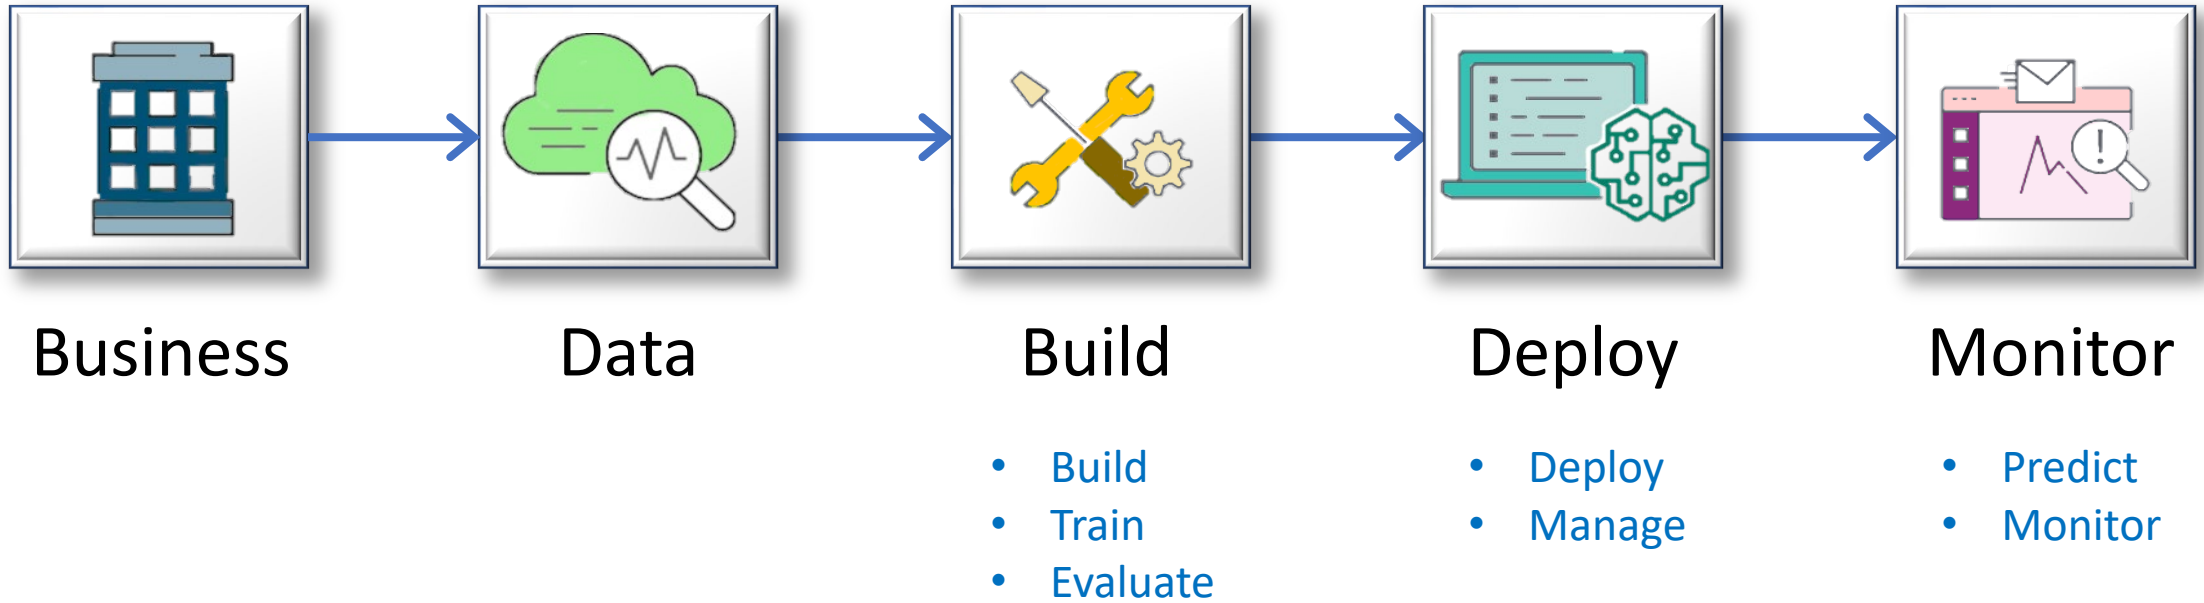 Business
Data
Build
Deploy
Monitor
• Build
• Train
• Evaluate
• Deploy
• Manage
• Predict
• Monitor